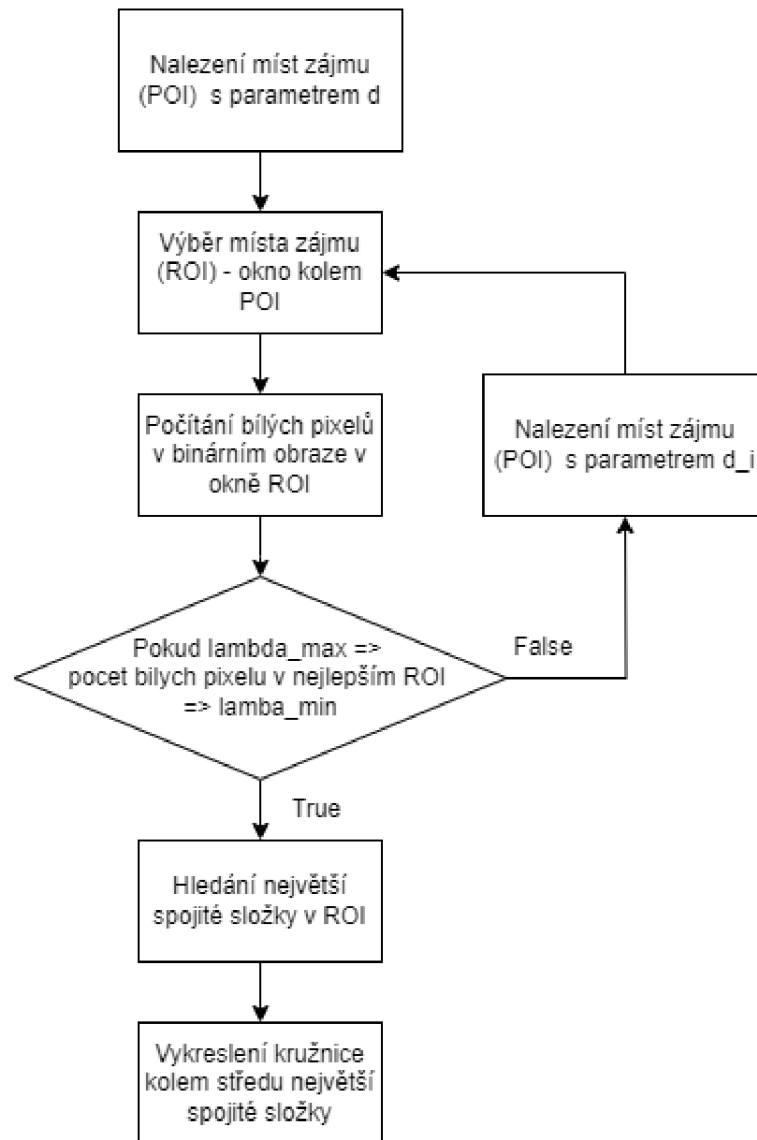 Nalezení míst zájmu
(POI)  s parametrem d
Výběr místa zájmu
(ROI) - okno kolem
POI
Počítání bílých pixelů
v binárním obraze v
okně ROI
Nalezení míst zájmu
(POI)  s parametrem d_i
Pokud lambda_max =>
pocet bilych pixelu v nejlepším ROI
=> lamba_min
False
True
Hledání největší
spojité složky v ROI
Vykreslení kružnice
kolem středu největší
spojité složky